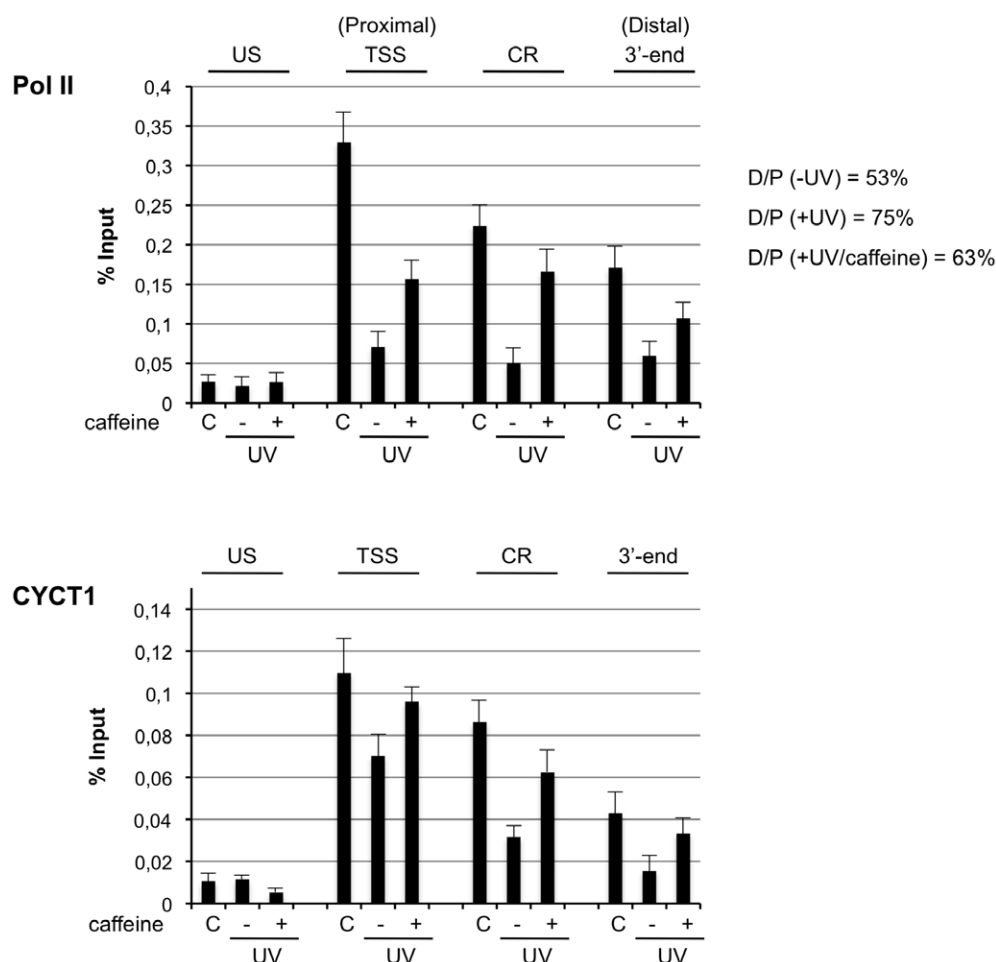 (Proximal) (Distal)
US TSS CR 3'-end
Pol II
0,4
0,35
0,3
0,25
0,2
0,15
0,1
0,05
0
% Input
D/P (-UV) = 53%
D/P (+UV) = 75%
D/P (+UV/caffeine) = 63%
caffeine C - + C - + C - + C - +
UV UV UV UV
US TSS CR 3'-end
CYCT1
0,14
0,12
0,1
0,08
0,06
0,04
0,02
0
% Input
caffeine C - + C - + C - + C - +
UV UV UV UV